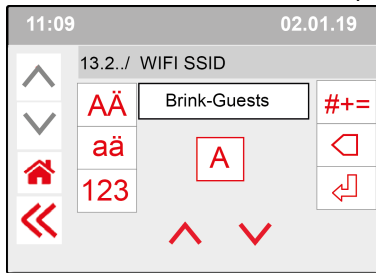 11:09 02.01.19
13.2../ WIFI SSID
AÄ Brink-Guests #+=
aä A
123